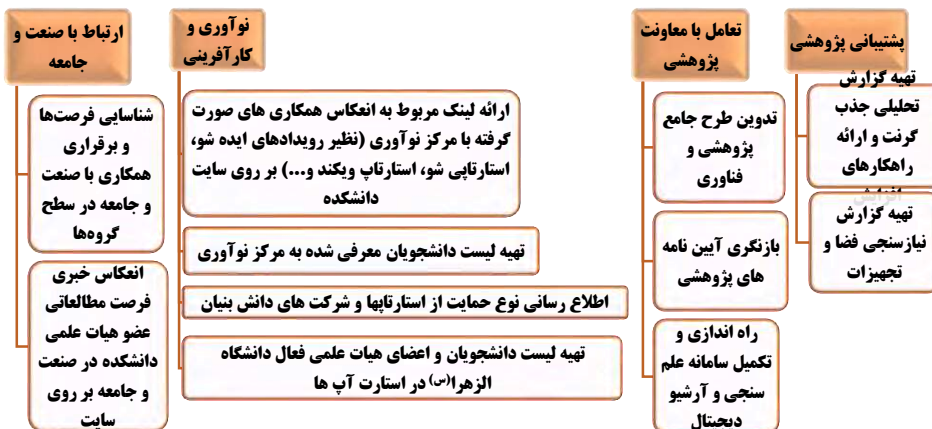 پشتیبانی پژوهشی
تهیه گزارش
تحلیلی جذب
گرنت و ارائه
راهکارهای
افزایش
تهیه گزارش
نیازسنجی فضا و
تجهیزات
تعامل با معاونت
پژوهشی
تدوین طرح جامع
پژوهشی و
فناوری
بازنگری آیین نامه
های پژوهشی
راه اندازی و
تکمیل سامانه علم
سنجی و آرشیو
دیجیتال
نوآوری و
کارآفرینی
ارائه لینک مربوط به انعکاس همکاری های صورت
گرفته با مرکز نوآوری (نظیر رویدادهای ایده شو،
استارتاپی شو، استارتاپ ویکند و...) بر روی سایت
دانشکده
تهیه لیست دانشجویان معرفی شده به مرکز نوآوری
اطلاع رسانی نوع حمایت از استارتاپها و شرکت های دانش بنیان
تهیه لیست دانشجویان و اعضای هیات علمی فعال دانشگاه
الزهرا(س) در استارت آپ ها
ارتباط با صنعت و
جامعه
شناسایی فرصت‌ها
و برقراری
همکاری با صنعت
و جامعه در سطح
گروه‌ها
انعکاس خبری
فرصت مطالعاتی
عضو هیات علمی
دانشکده در صنعت
و جامعه بر روی
سایت